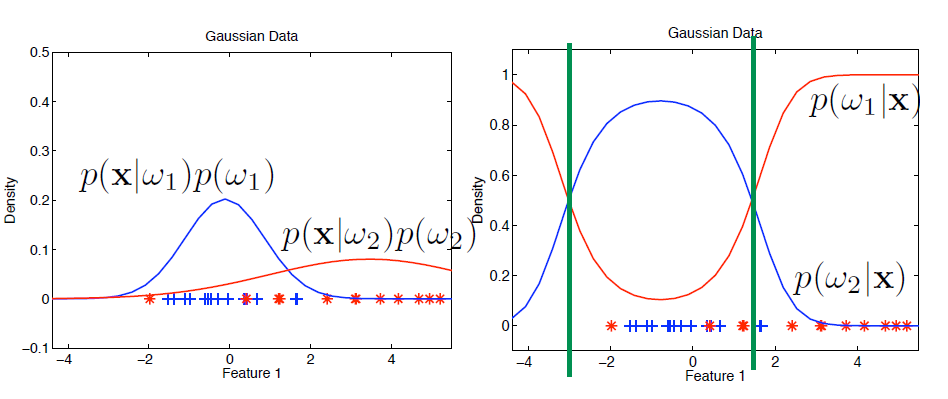 Gaussian Data
Density
0.5
0.4
0.3
0.2
0.1
0
−0.1
p(x|ω₁)p(ω₁)
p(x|ω₂)p(ω₂)
−4 −2 0 2 4
Feature 1
Gaussian Data
Density
1
0.8
0.6
0.4
0.2
0
p(ω₁|x)
p(ω₂|x)
−4 −2 0 2 4
Feature 1